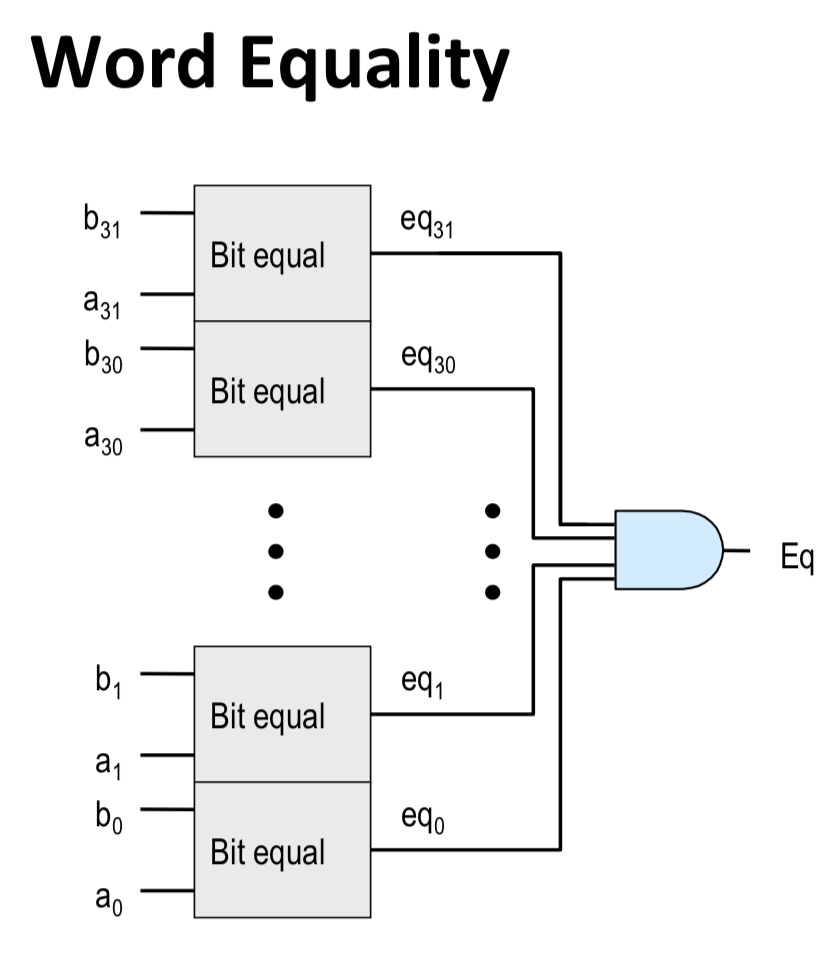 Word Equality
b31
Bit equal
eq31
a31
b30
Bit equal
eq30
a30
Eq
b1
Bit equal
eq1
a1
b0
Bit equal
eq0
a0